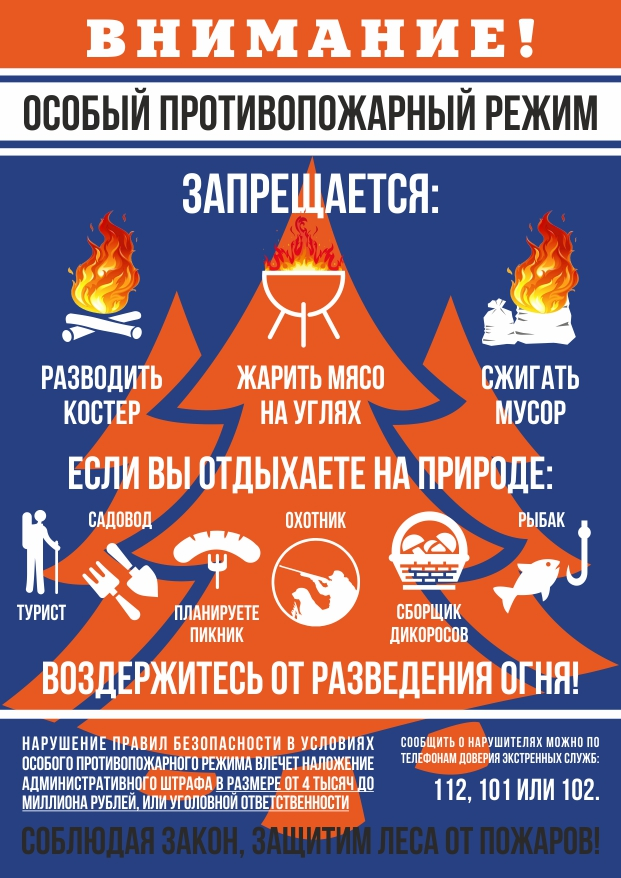 ВНИМАНИЕ!
ОСОБЫЙ ПРОТИВОПОЖАРНЫЙ РЕЖИМ
ЗАПРЕЩАЕТСЯ:
РАЗВОДИТЬ
КОСТЕР
ЖАРИТЬ МЯСО
НА УГЛЯХ
СЖИГАТЬ
МУСОР
ЕСЛИ ВЫ ОТДЫХАЕТЕ НА ПРИРОДЕ:
ТУРИСТ
САДОВОД
ПЛАНИРУЕТЕ
ПИКНИК
ОХОТНИК
СБОРЩИК
ДИКОРОСОВ
РЫБАК
ВОЗДЕРЖИТЕСЬ ОТ РАЗВЕДЕНИЯ ОГНЯ!
НАРУШЕНИЕ ПРАВИЛ БЕЗОПАСНОСТИ В УСЛОВИЯХ
ОСОБОГО ПРОТИВОПОЖАРНОГО РЕЖИМА ВЛЕЧЕТ НАЛОЖЕНИЕ
АДМИНИСТРАТИВНОГО ШТРАФА В РАЗМЕРЕ ОТ 4 ТЫСЯЧ ДО
МИЛЛИОНА РУБЛЕЙ, ИЛИ УГОЛОВНОЙ ОТВЕТСТВЕННОСТИ
СООБЩИТЬ О НАРУШИТЕЛЯХ МОЖНО ПО
ТЕЛЕФОНАМ ДОВЕРИЯ ЭКСТРЕННЫХ СЛУЖБ:
112, 101 ИЛИ 102.
СОБЛЮДАЯ ЗАКОН, ЗАЩИТИМ ЛЕСА ОТ ПОЖАРОВ!